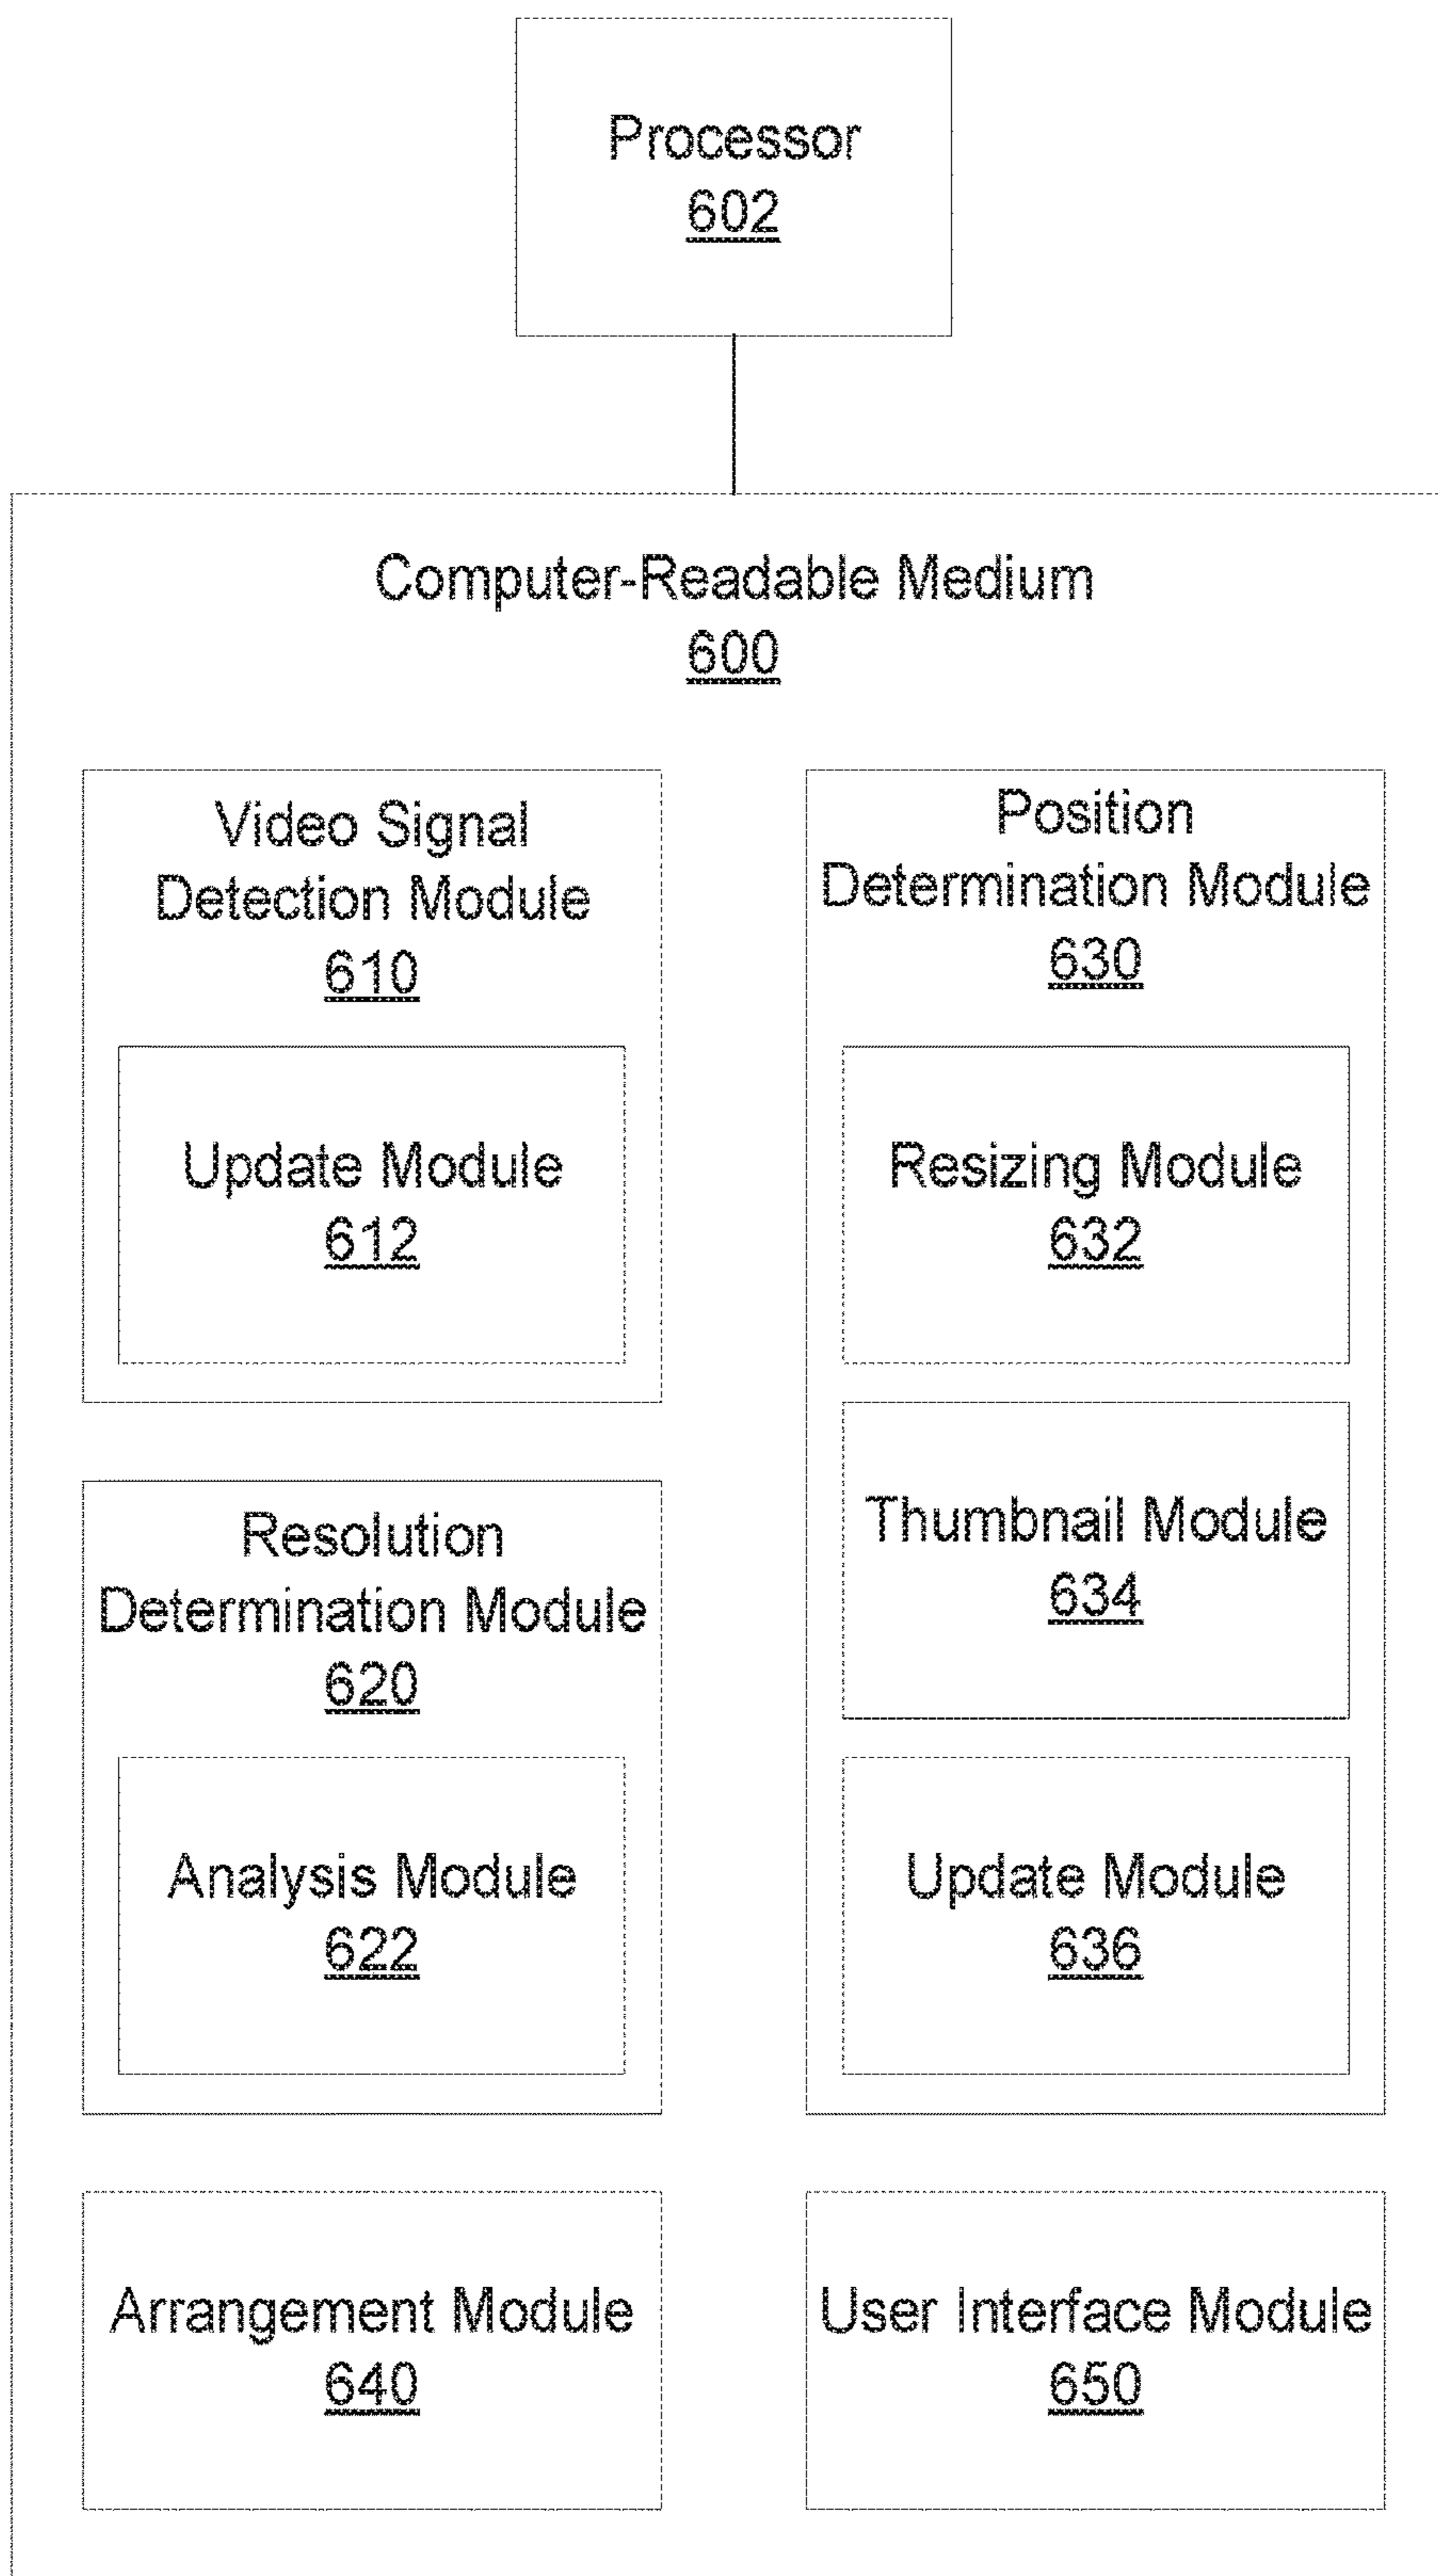 Processor
602
Computer-Readable Medium
600
Video Signal
Detection Module
610
Update Module
612
Resolution
Determination Module
620
Analysis Module
622
Position
Determination Module
630
Resizing Module
632
Thumbnail Module
634
Update Module
636
Arrangement Module
640
User Interface Module
650